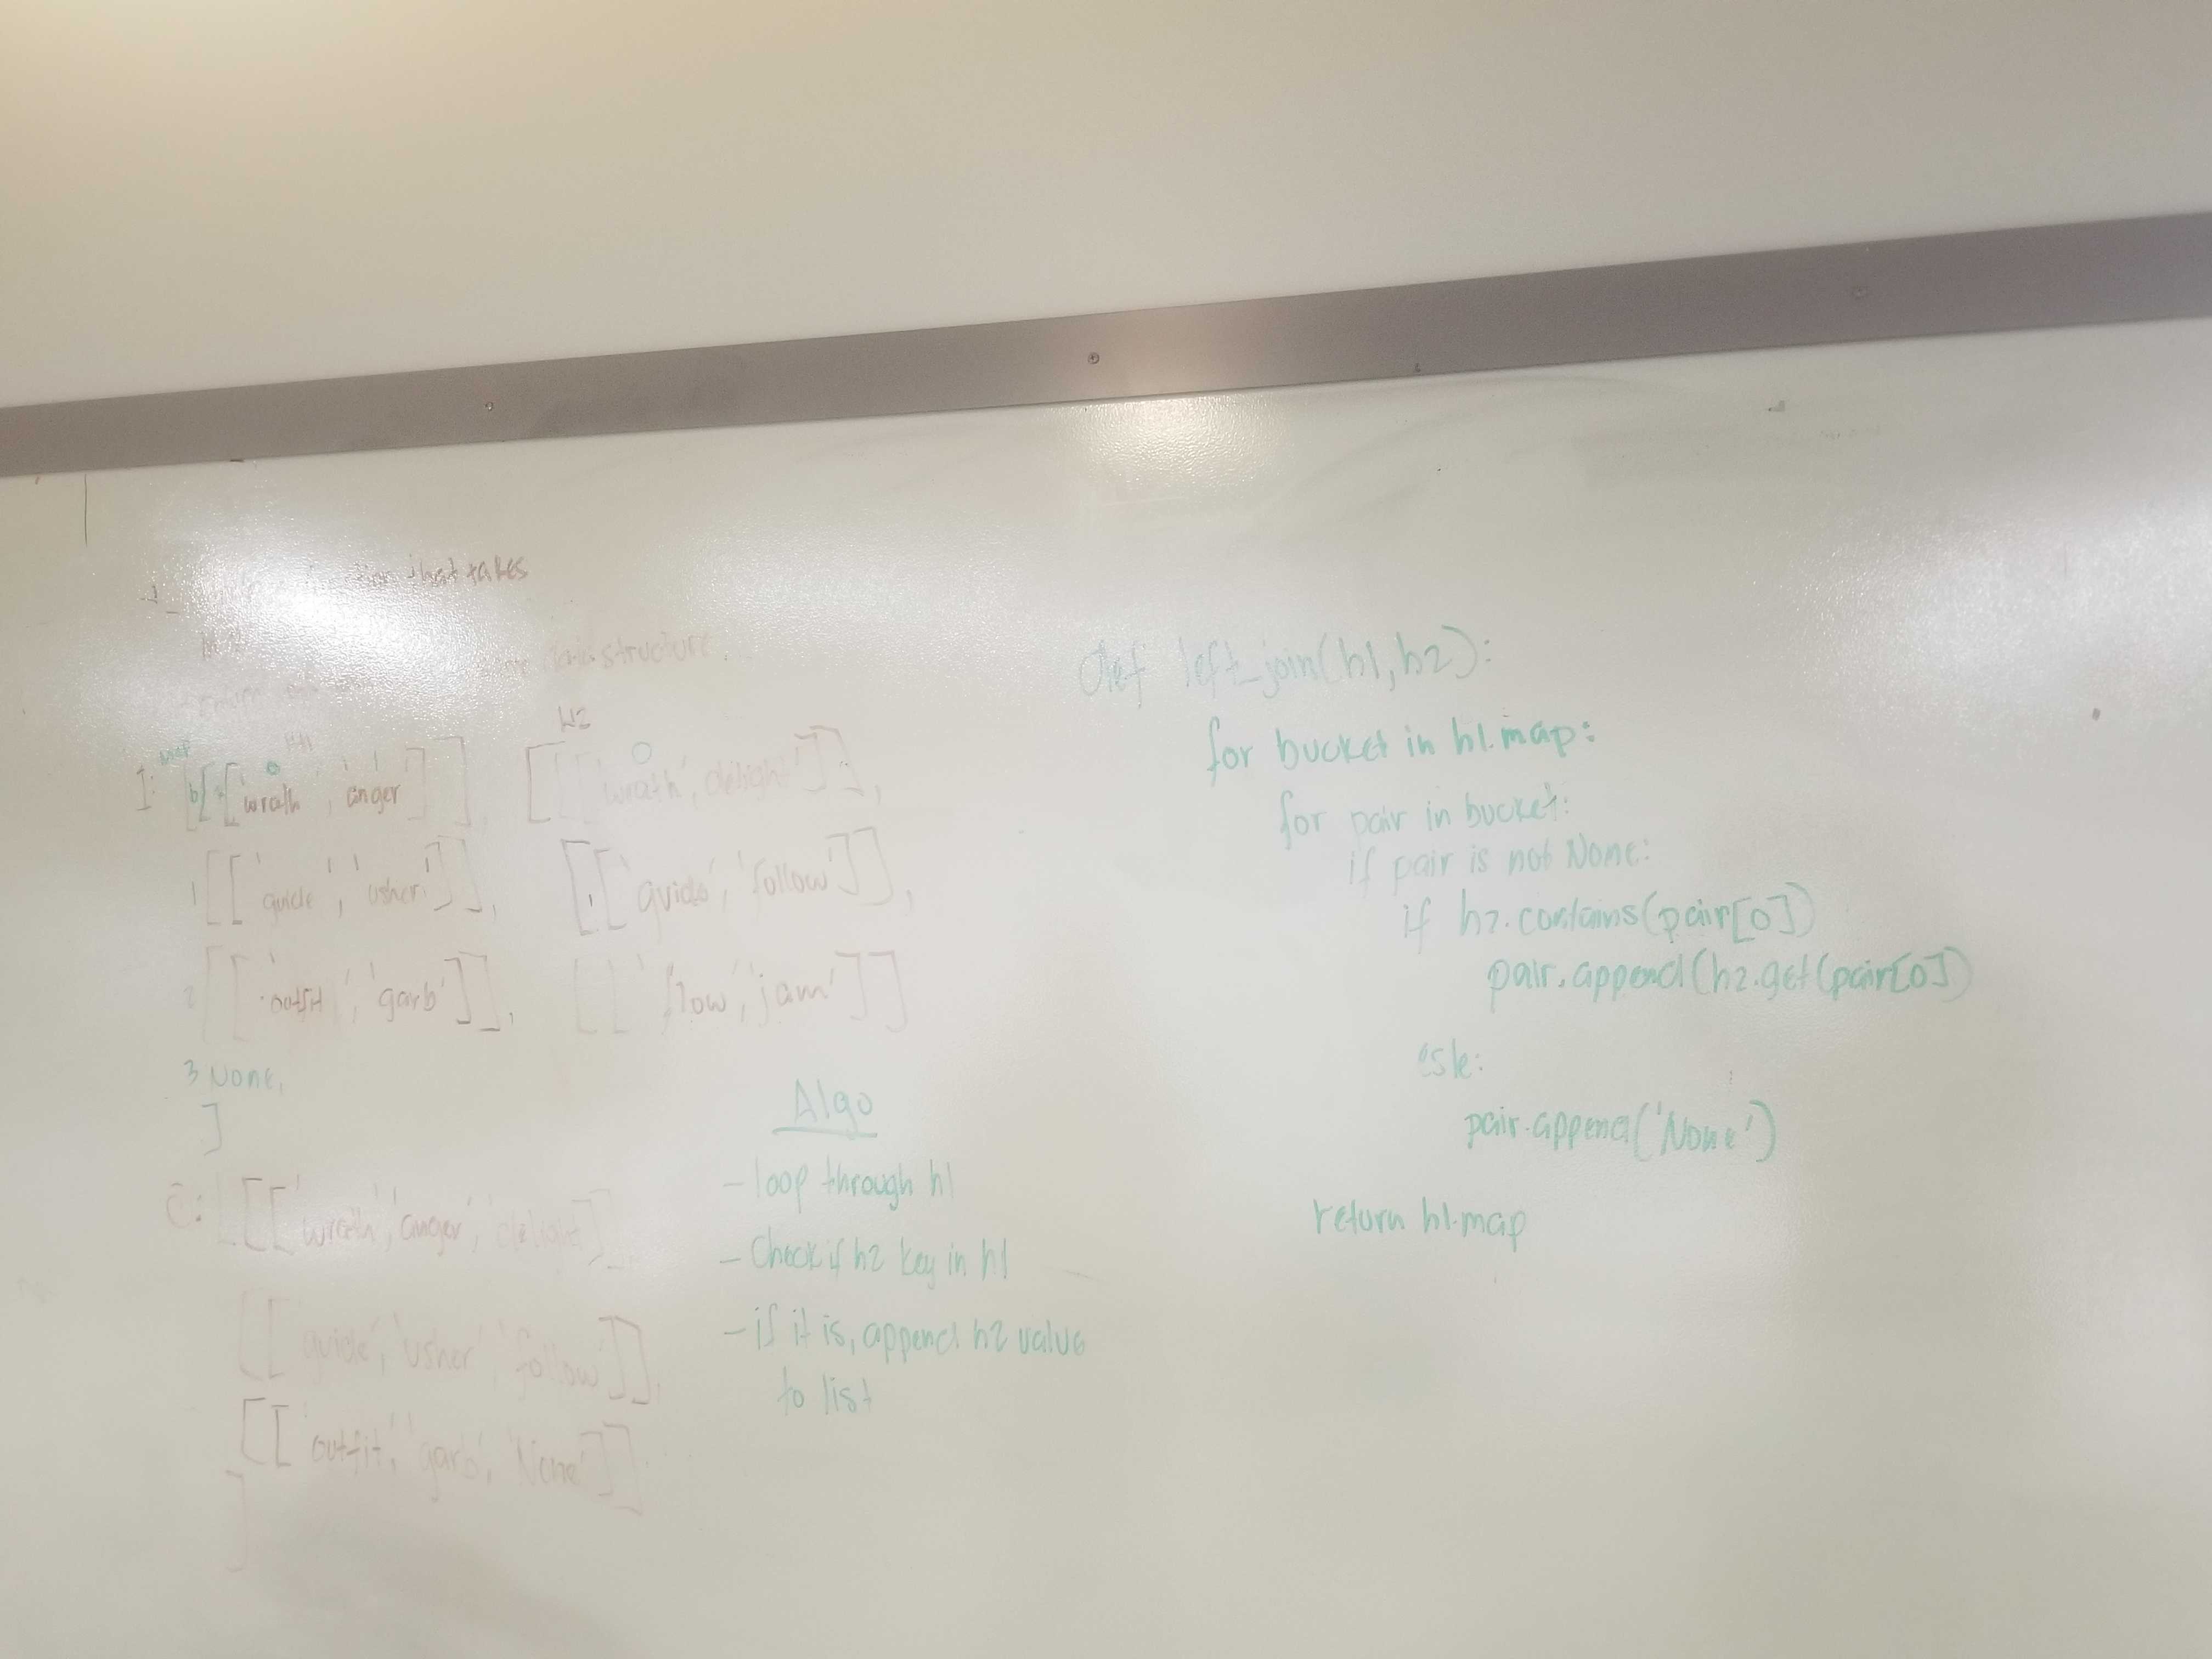 function that takes
data structure
map
H1
H2
I: [b[[0 'wrath', 'anger']], [[['wrath', 'delight']],
1 [['guide', 'usher']], [['guide', 'follow']],
2 [['outfit', 'garb']], [['flow', 'jam']]
3 None,
]
O: [[['wrath', 'anger', 'delight']],
[['guide', 'usher', 'follow']],
[['outfit', 'garb', 'None']]
]
Algo
- loop through h1
- Check if h2 key in h1
- if it is, append h2 value
to list
def left_join(h1,h2):
for bucket in h1.map:
for pair in bucket:
if pair is not None:
if h2.contains(pair[0])
pair.append(h2.get(pair[0])
esle:
pair.append('None')
return h1.map